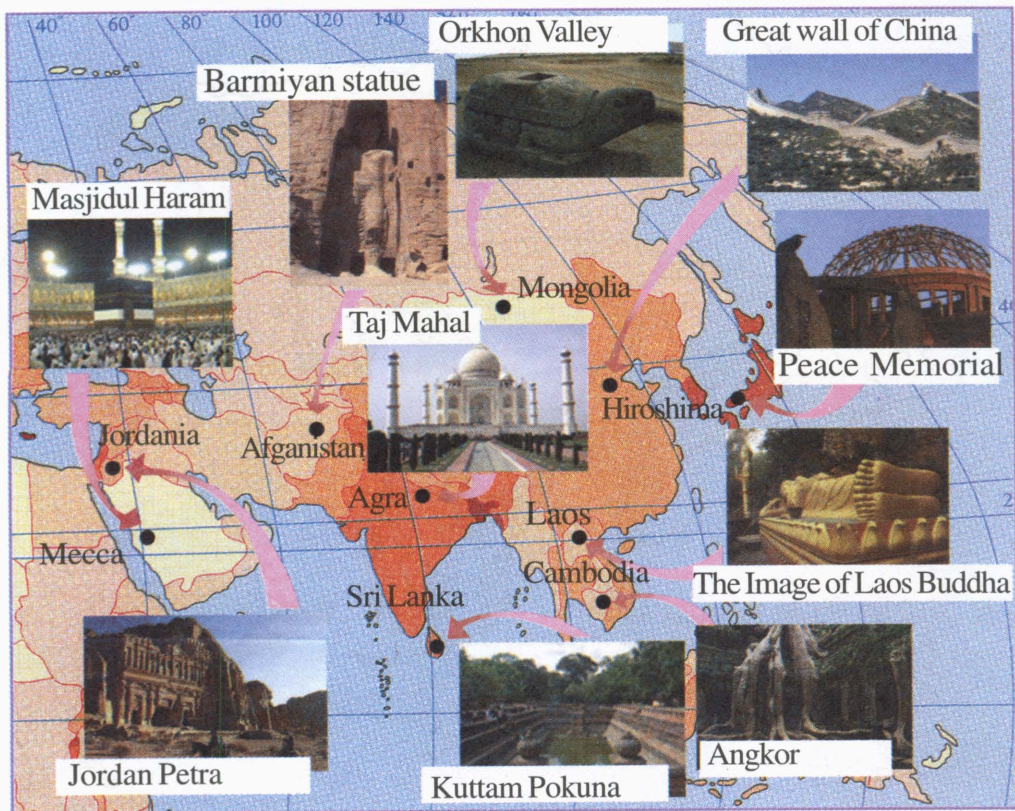 40°
60°
80°
100°
120°
140°
160°
Orkhon Valley
Great wall of China
Barmiyan statue
Masjidul Haram
Mongolia
Taj Mahal
Peace Memorial
Hiroshima
Jordania
Afganistan
Agra
Laos
Mecca
Cambodia
The Image of Laos Buddha
Sri Lanka
Jordan Petra
Kuttam Pokuna
Angkor